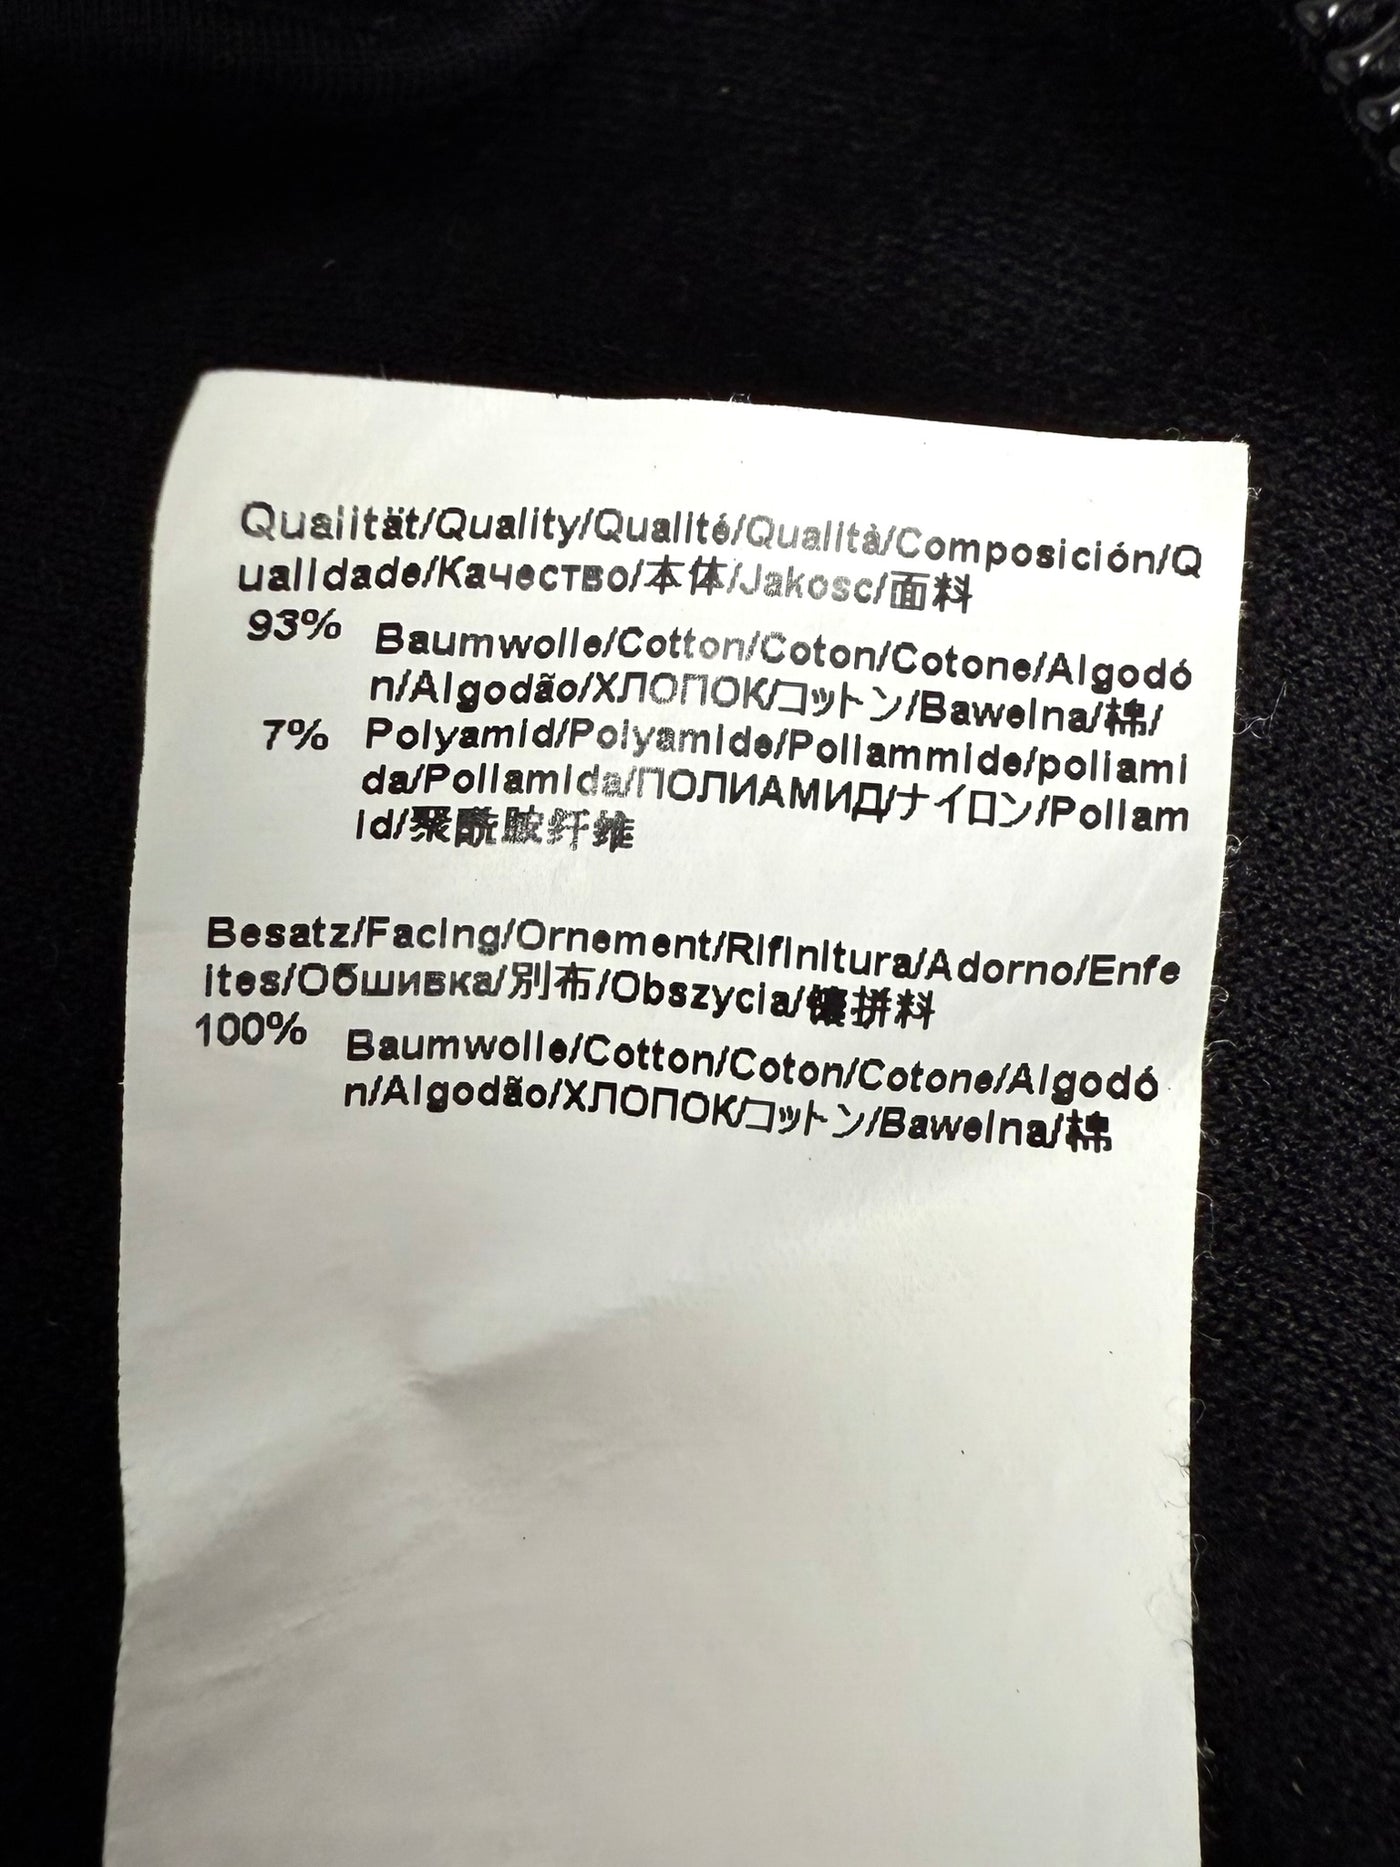 Qualität/Quality/Qualité/Qualità/Composición/Q
ualidade/Качество/本体/Jakosc/面料
93% Baumwolle/Cotton/Coton/Cotone/Algodó
n/Algodão/ХЛОПОК/コットン/Bawelna/棉/
7% Polyamid/Polyamide/Poliammide/poliami
da/Poliamida/ПОЛИАМИД/ナイロン/Poliam
id/聚酰胺纤维
Besatz/Facing/Ornement/Rifinitura/Adorno/Enfe
ites/Обшивка/別布/Obszycia/镶拼料
100% Baumwolle/Cotton/Coton/Cotone/Algodó
n/Algodão/ХЛОПОК/コットン/Bawelna/棉